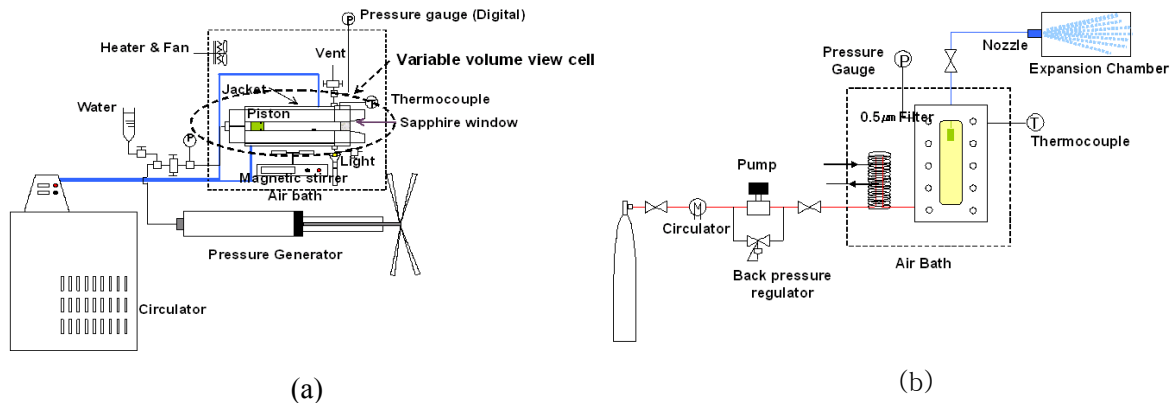 P
Pressure gauge (Digital)
Heater & Fan
Vent
Variable volume view cell
Jacket
T
Thermocouple
Water
Piston
Sapphire window
P
Light
Magnetic stirrer
Air bath
Pressure Generator
Circulator
(a)
Nozzle
Expansion Chamber
Pressure
Gauge
P
0.5㎛ Filter
T
Thermocouple
Pump
M
Circulator
Air Bath
Back pressure
regulator
(b)